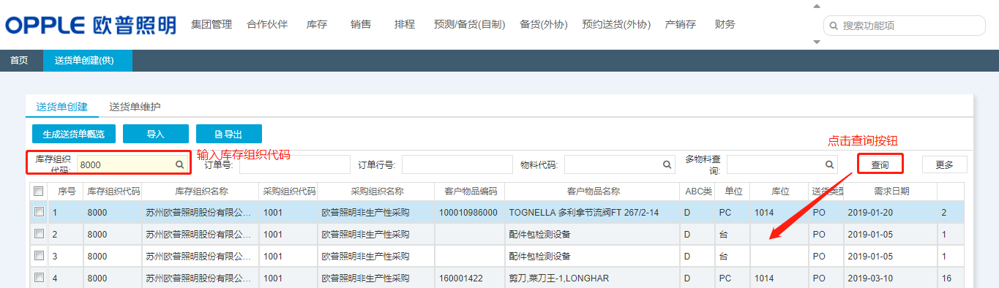 OPPLE 欧普照明 集团管理 合作伙伴 库存 销售 排程 预测/备货(自制) 备货(外协) 预约送货(外协) 产销存 财务 搜索功能项
首页 送货单创建(供)
送货单创建 送货单维护
生成送货单概览 导入 导出
点击查询按钮
库存组织代码: 8000 输入库存组织代码 订单号: 订单行号: 物料代码: 多物料查询: 查询 更多
序号 库存组织代码 库存组织名称 采购组织代码 采购组织名称 客户物品编码 客户物品名称 ABC类 单位 库位 送货类型 需求日期
1 8000 苏州欧普照明股份有限公... 1001 欧普照明非生产性采购 100010986000 TOGNELLA 多利拿节流阀FT 267/2-14 D PC 1014 PO 2019-01-20 2
2 8000 苏州欧普照明股份有限公... 1001 欧普照明非生产性采购 配件包检测设备 D 台 PO 2019-01-05 1
3 8000 苏州欧普照明股份有限公... 1001 欧普照明非生产性采购 配件包检测设备 D 台 PO 2019-01-05 1
4 8000 苏州欧普照明股份有限公... 1001 欧普照明非生产性采购 160001422 剪刀,菜刀王-1,LONGHAR D PC 1014 PO 2019-03-10 16